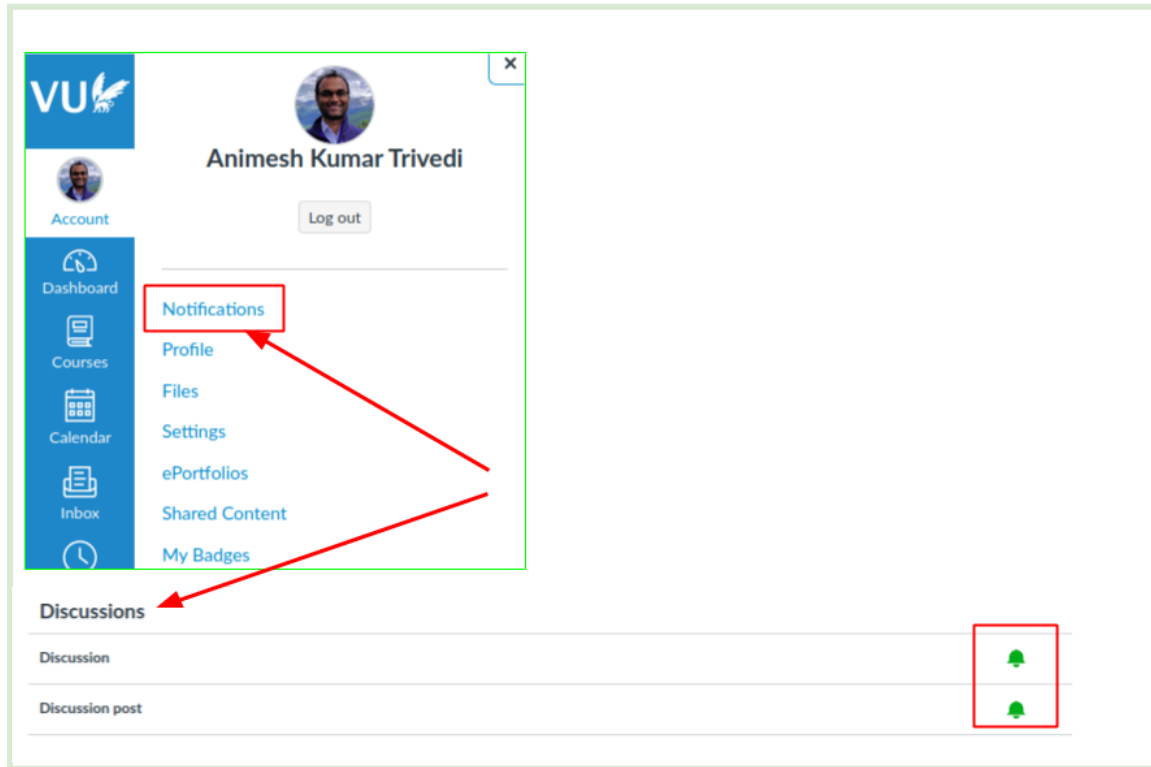 VU
×
Animesh Kumar Trivedi
Account
Log out
Dashboard
Notifications
Courses
Profile
Files
Calendar
Settings
ePortfolios
Inbox
Shared Content
My Badges
Discussions
Discussion
Discussion post